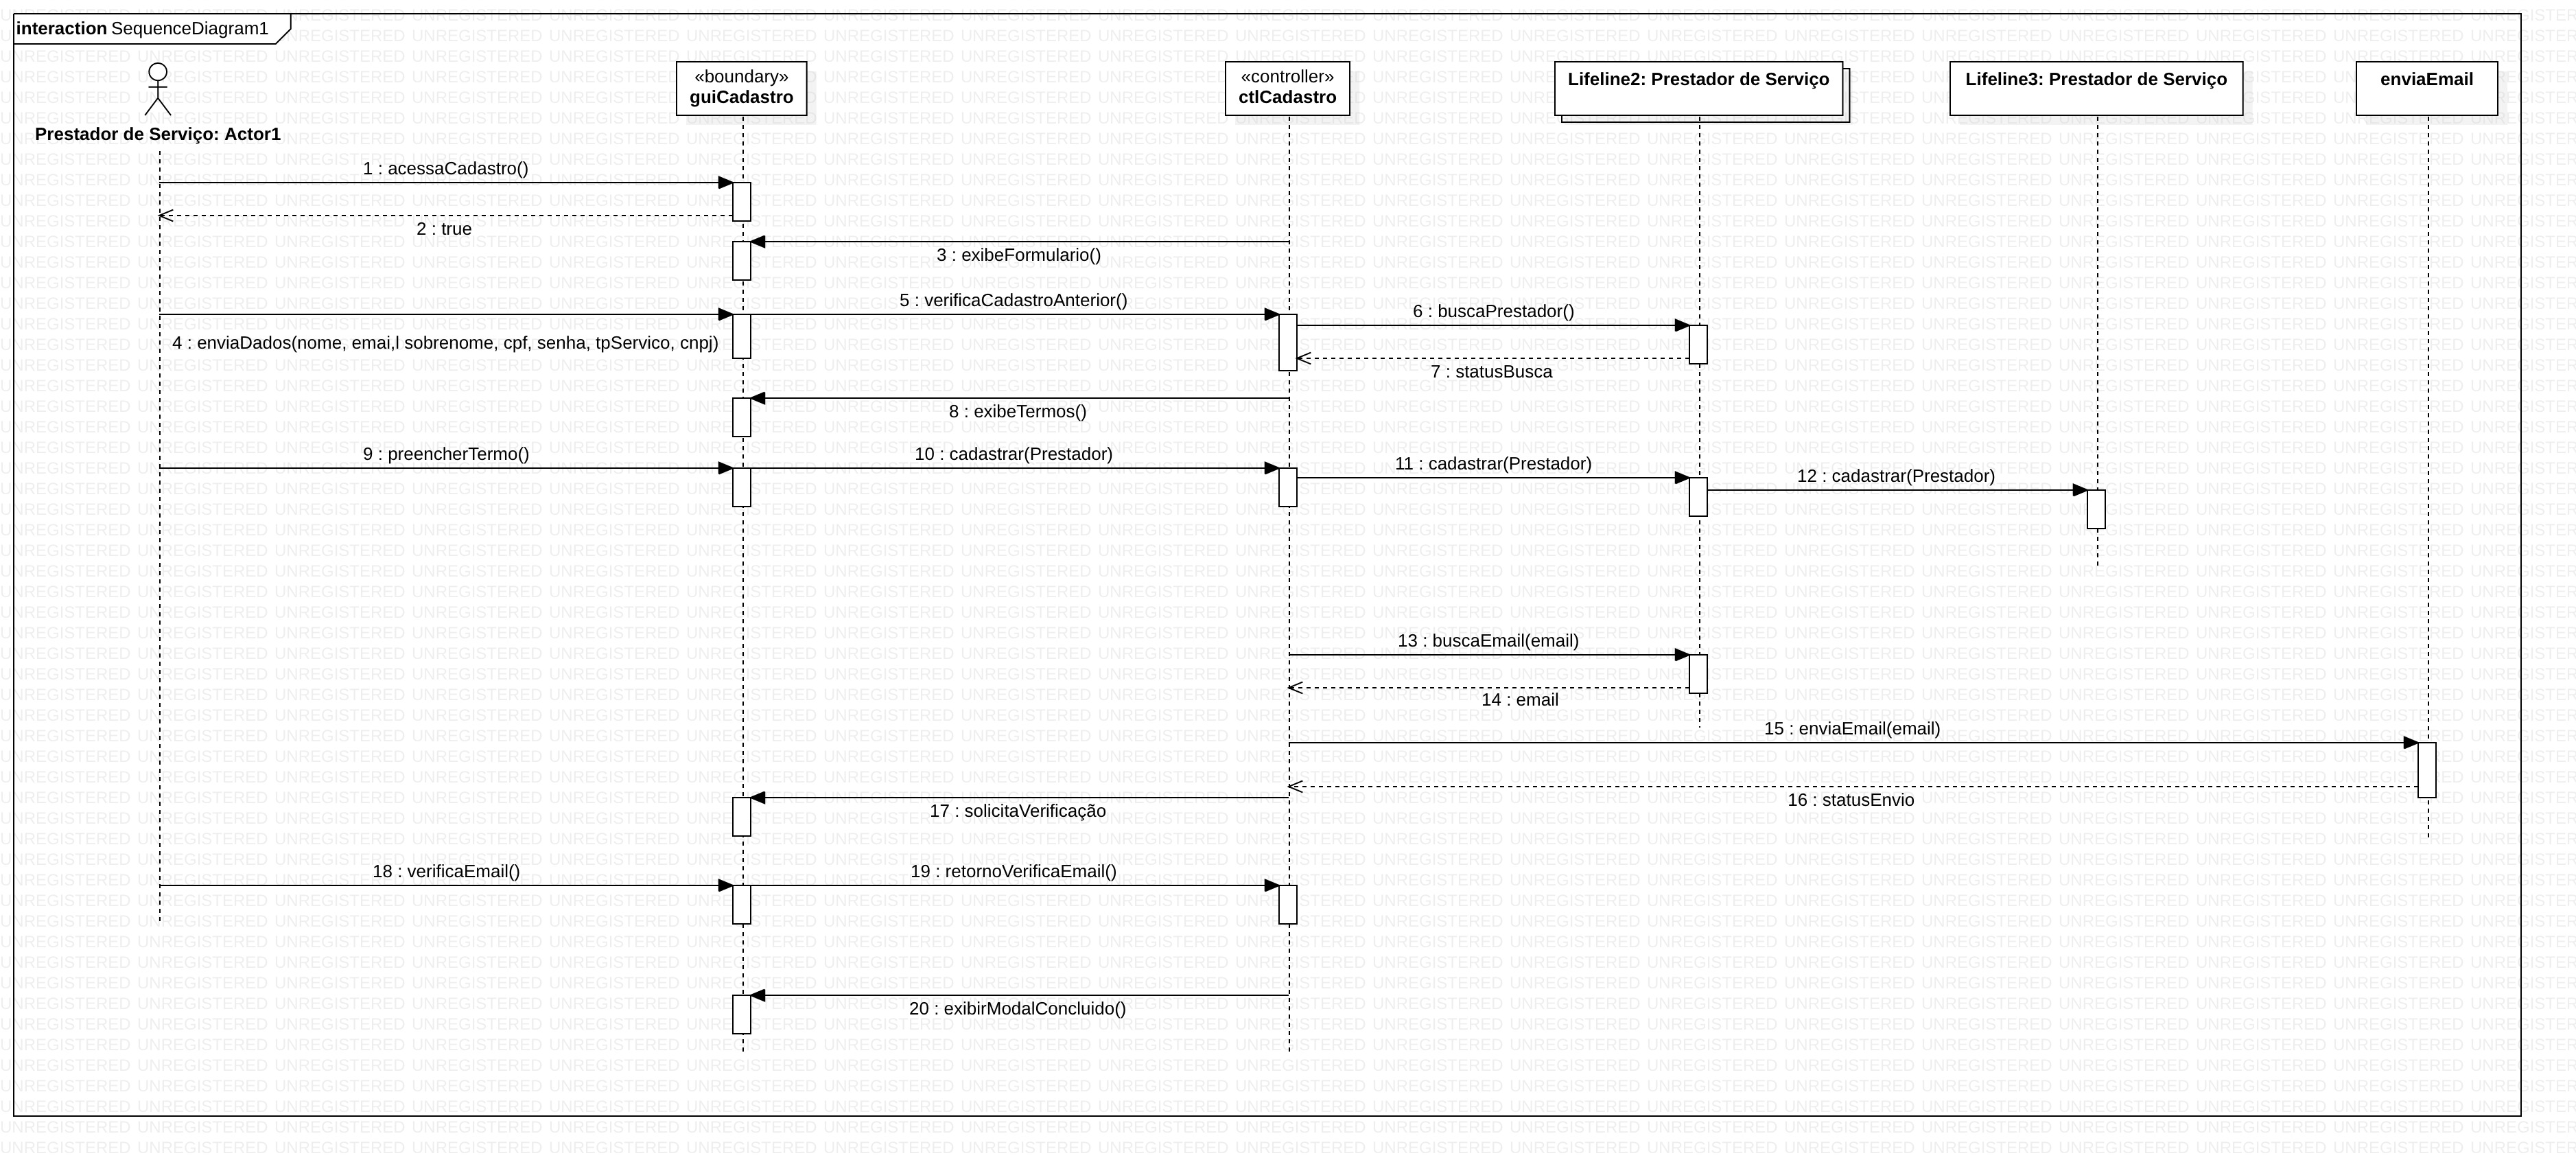 interaction SequenceDiagram1
«boundary»
guiCadastro
«controller»
ctlCadastro
Lifeline2: Prestador de Serviço
Lifeline3: Prestador de Serviço
enviaEmail
Prestador de Serviço: Actor1
1 : acessaCadastro()
2 : true
3 : exibeFormulario()
4 : enviaDados(nome, emai,l sobrenome, cpf, senha, tpServico, cnpj)
5 : verificaCadastroAnterior()
6 : buscaPrestador()
7 : statusBusca
8 : exibeTermos()
9 : preencherTermo()
10 : cadastrar(Prestador)
11 : cadastrar(Prestador)
12 : cadastrar(Prestador)
13 : buscaEmail(email)
14 : email
15 : enviaEmail(email)
16 : statusEnvio
17 : solicitaVerificação
18 : verificaEmail()
19 : retornoVerificaEmail()
20 : exibirModalConcluido()
UNREGISTERED